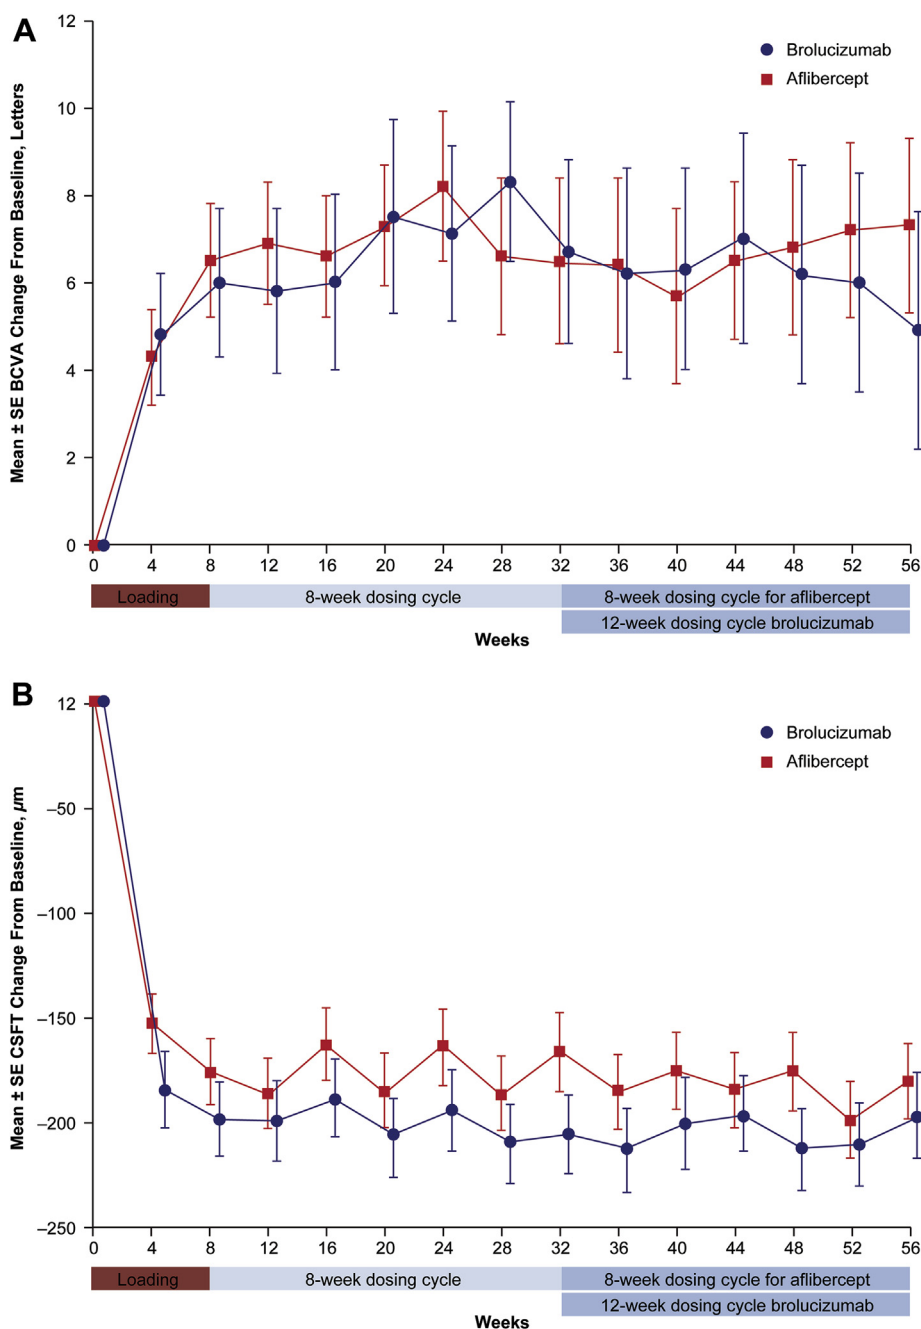 A
Mean ± SE BCVA Change From Baseline, Letters
12
10
8
6
4
2
0
Brolucizumab
Aflibercept
0 4 8 12 16 20 24 28 32 36 40 44 48 52 56
Loading 8-week dosing cycle 8-week dosing cycle for aflibercept
12-week dosing cycle brolucizumab
Weeks
B
Mean ± SE CSFT Change From Baseline, µm
12
–50
–100
–150
–200
–250
Brolucizumab
Aflibercept
0 4 8 12 16 20 24 28 32 36 40 44 48 52 56
Loading 8-week dosing cycle 8-week dosing cycle for aflibercept
12-week dosing cycle brolucizumab
Weeks